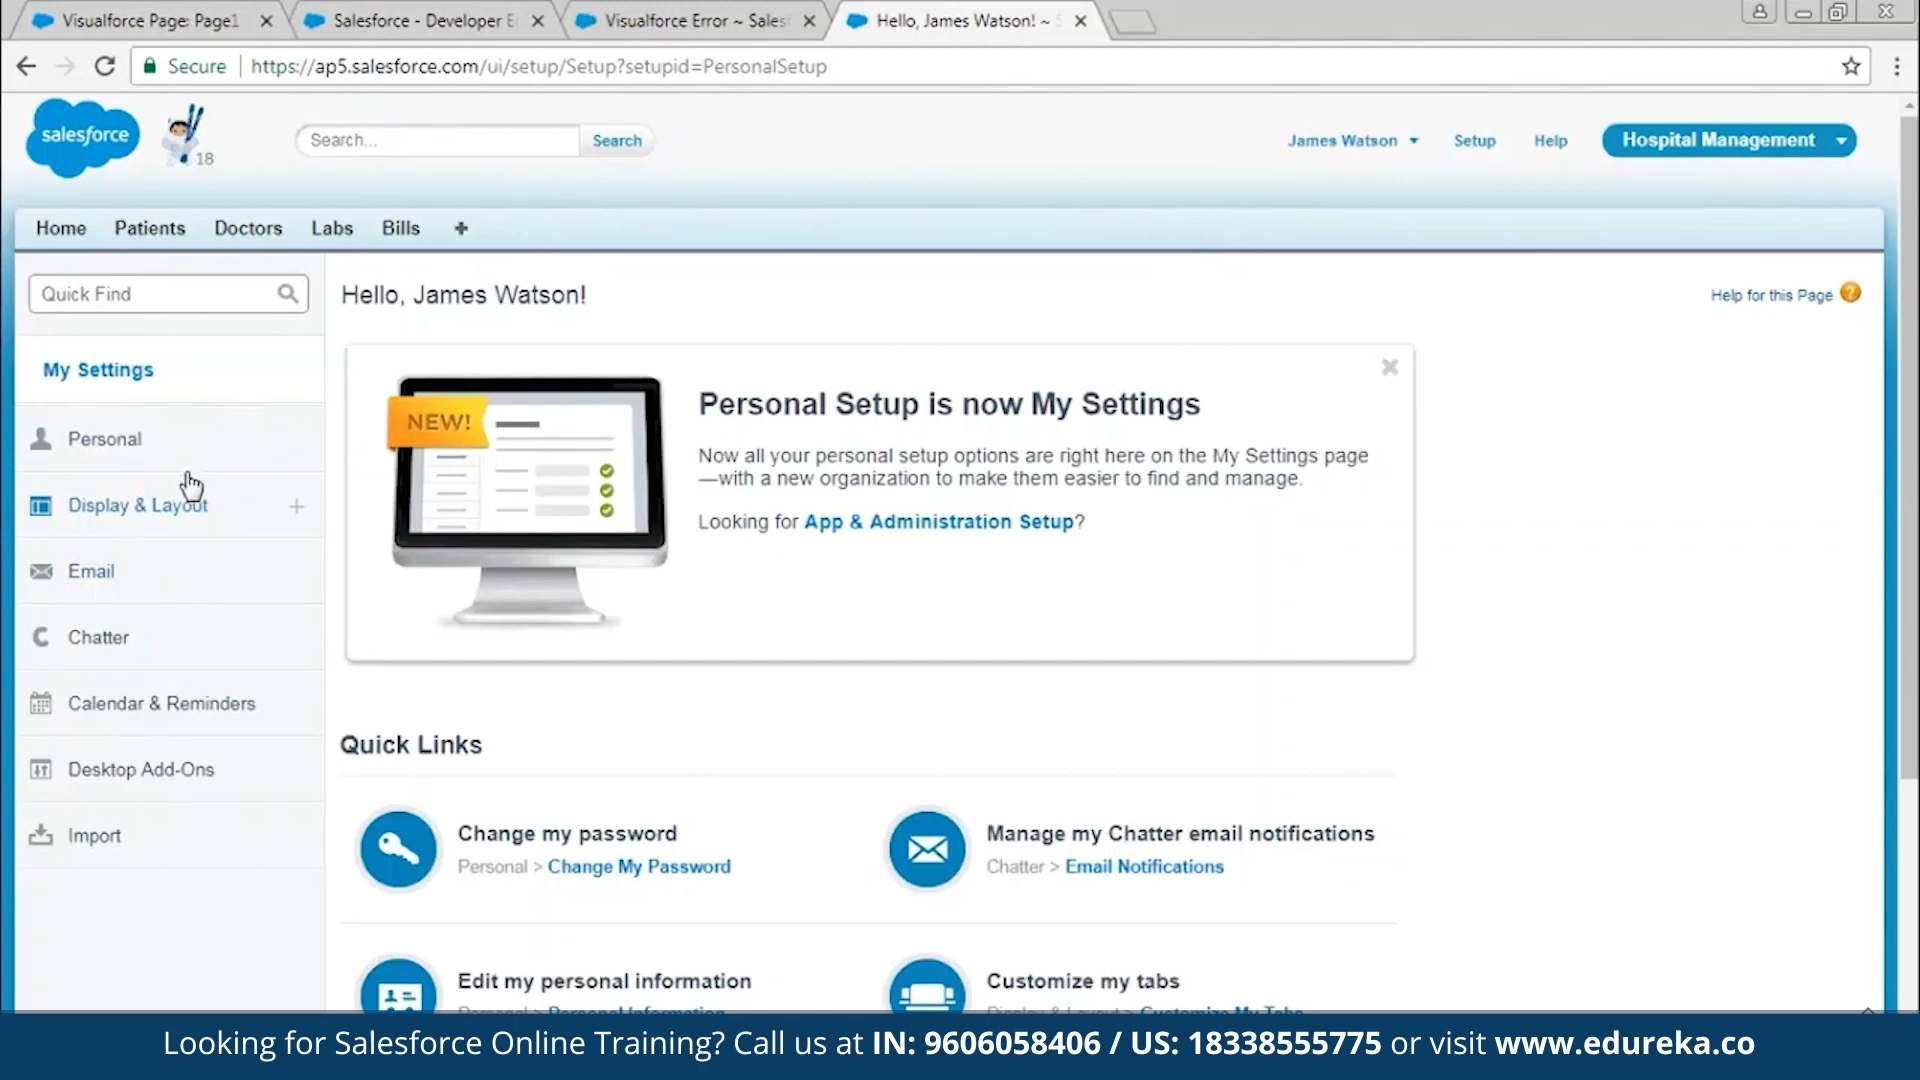 Visualforce Page: Page1
Salesforce - Developer E
Visualforce Error ~ Sales
Hello, James Watson! ~ S
Secure
https://ap5.salesforce.com/ui/setup/Setup?setupid=PersonalSetup
salesforce
18
Search...
Search
James Watson
Setup
Help
Hospital Management
Home
Patients
Doctors
Labs
Bills
Quick Find
Hello, James Watson!
Help for this Page
My Settings
Personal
Display & Layout
Email
Chatter
Calendar & Reminders
Desktop Add-Ons
Import
NEW!
Personal Setup is now My Settings
Now all your personal setup options are right here on the My Settings page
—with a new organization to make them easier to find and manage.
Looking for App & Administration Setup?
Quick Links
Change my password
Personal > Change My Password
Manage my Chatter email notifications
Chatter > Email Notifications
Edit my personal information
Personal > Personal Information
Customize my tabs
Display & Layout > Customize My Tabs
Looking for Salesforce Online Training? Call us at IN: 9606058406 / US: 18338555775 or visit www.edureka.co